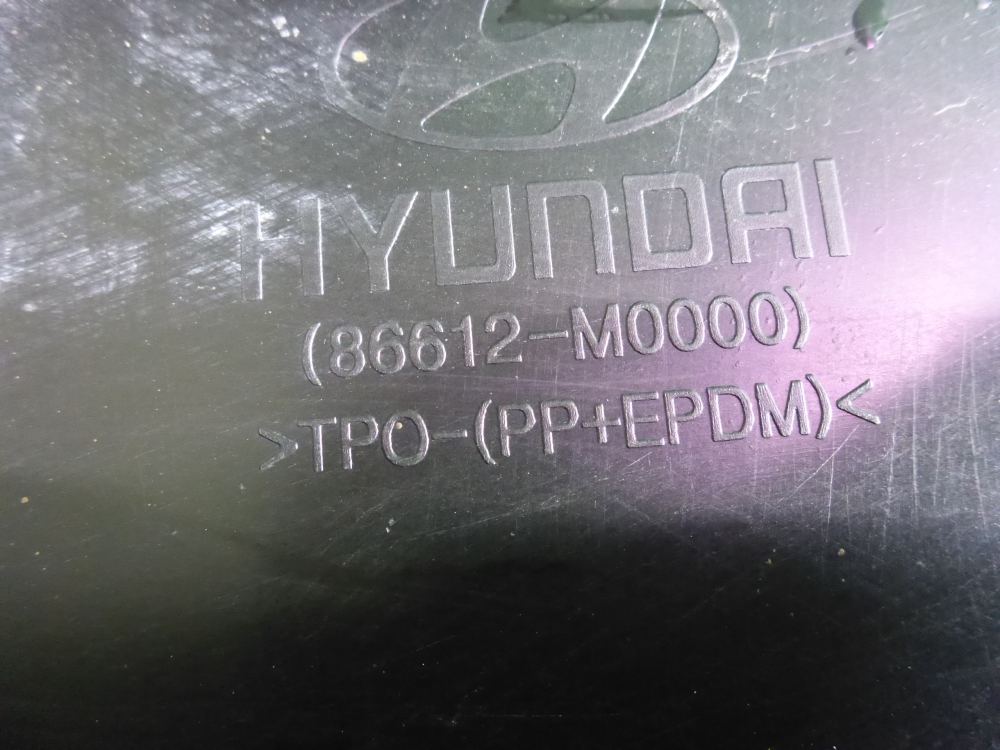 HYUNDAI
(86612-M0000)
>TPO-(PP+EPDM)<